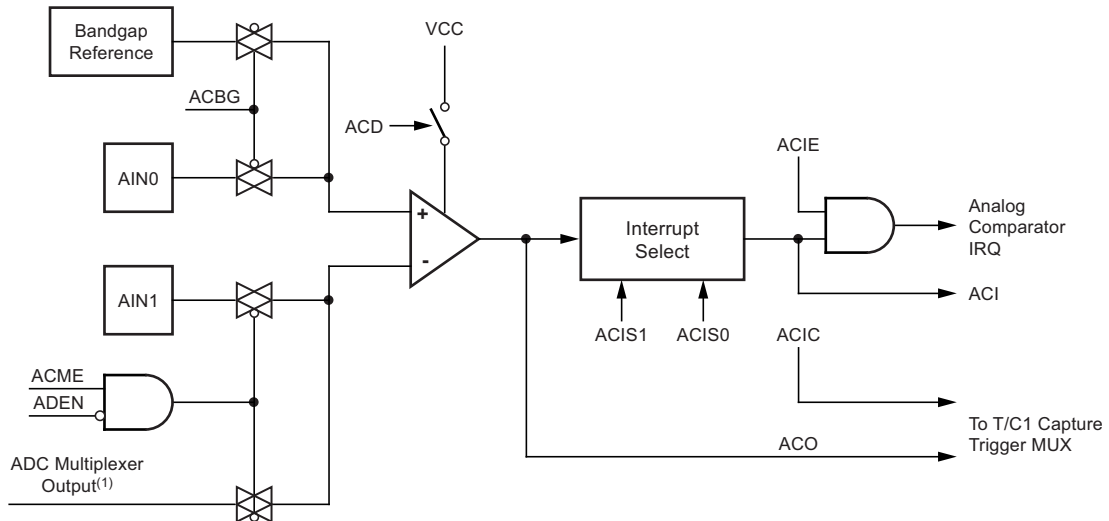 Bandgap
Reference
VCC
ACBG
ACD
AIN0
ACIE
+
Interrupt
Select
Analog
Comparator
IRQ
-
AIN1
ACI
ACIS1
ACIS0
ACIC
ACME
ADEN
To T/C1 Capture
Trigger MUX
ACO
ADC Multiplexer
Output(1)